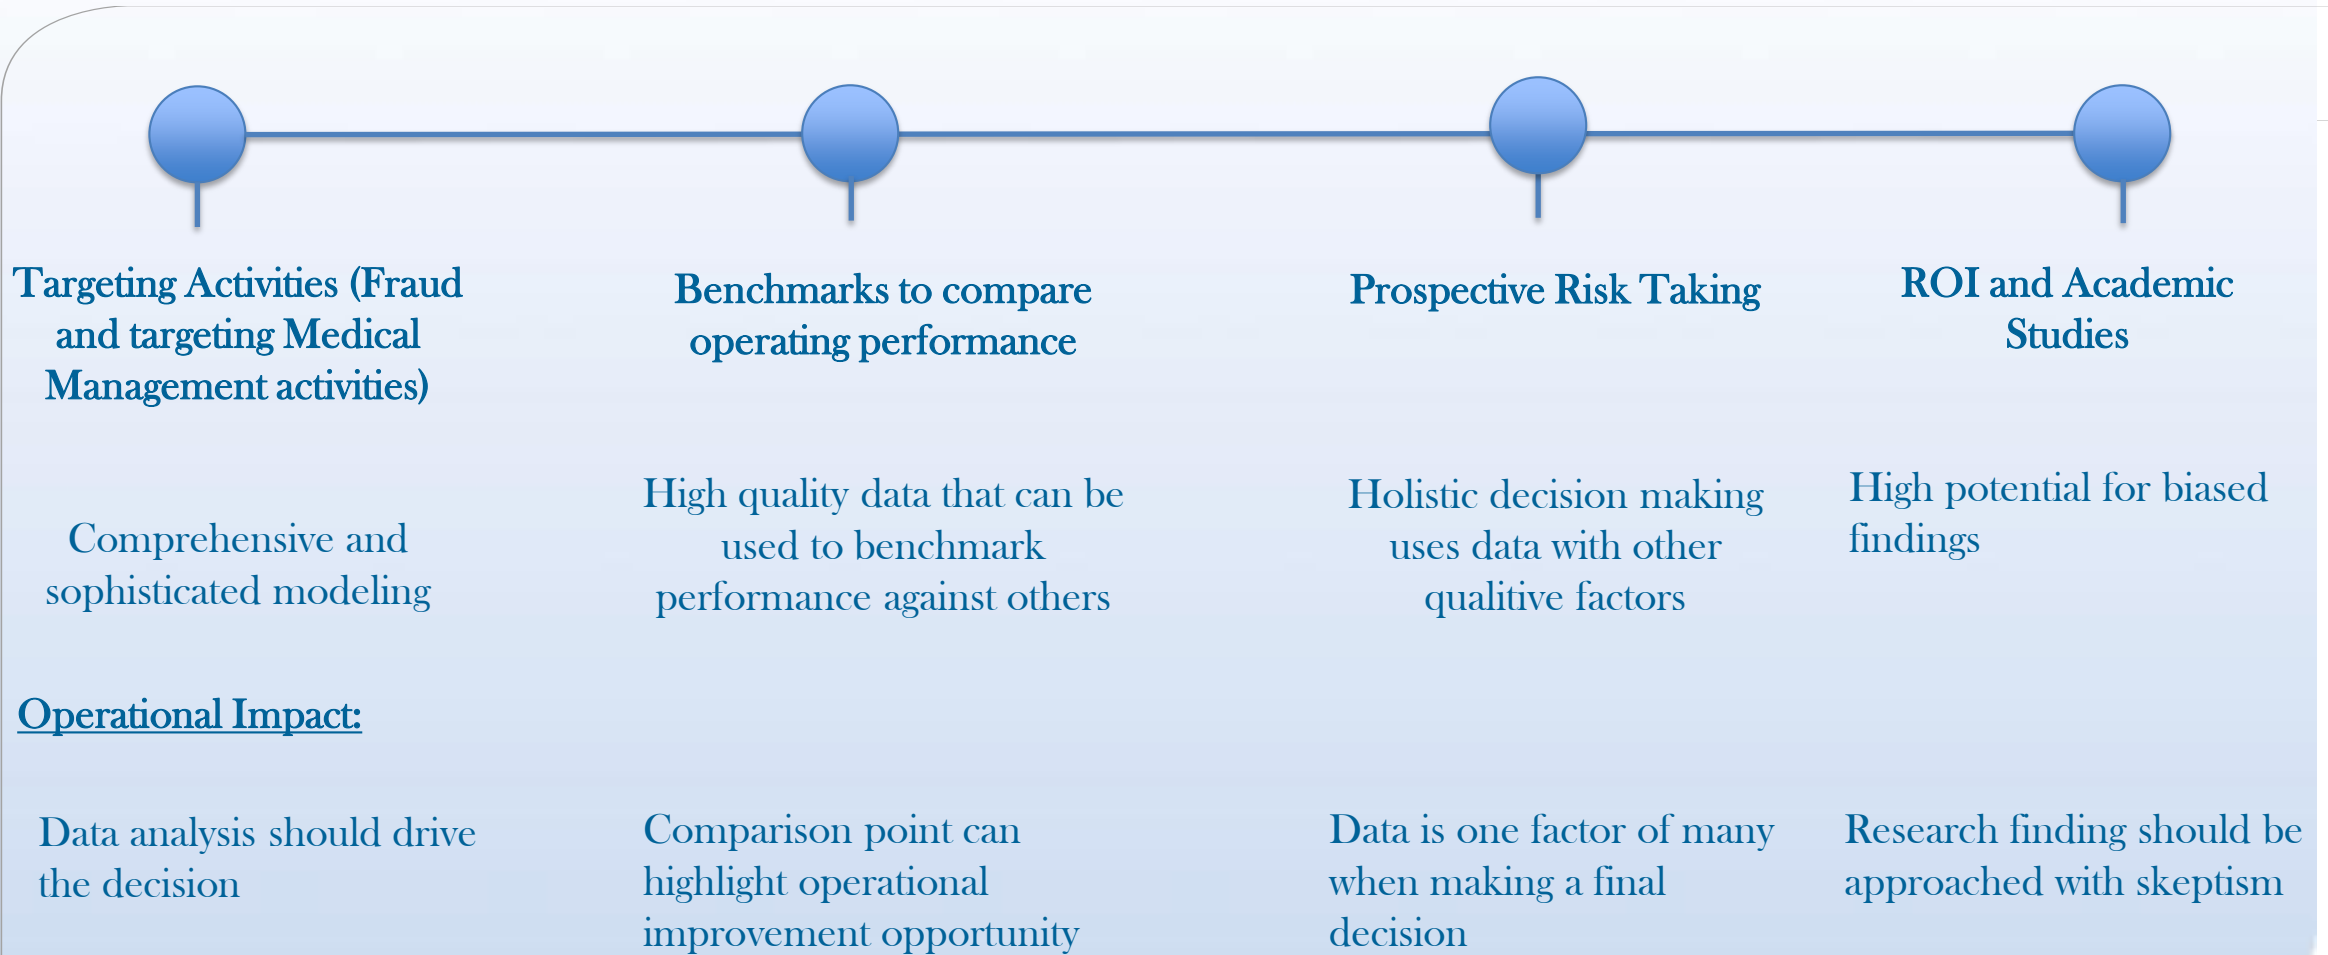 Targeting Activities (Fraud
and targeting Medical
Management activities)
Benchmarks to compare
operating performance
Prospective Risk Taking
ROI and Academic
Studies
Comprehensive and
sophisticated modeling
High quality data that can be
used to benchmark
performance against others
Holistic decision making
uses data with other
qualitive factors
High potential for biased
findings
Operational Impact:
Data analysis should drive
the decision
Comparison point can
highlight operational
improvement opportunity
Data is one factor of many
when making a final
decision
Research finding should be
approached with skeptism